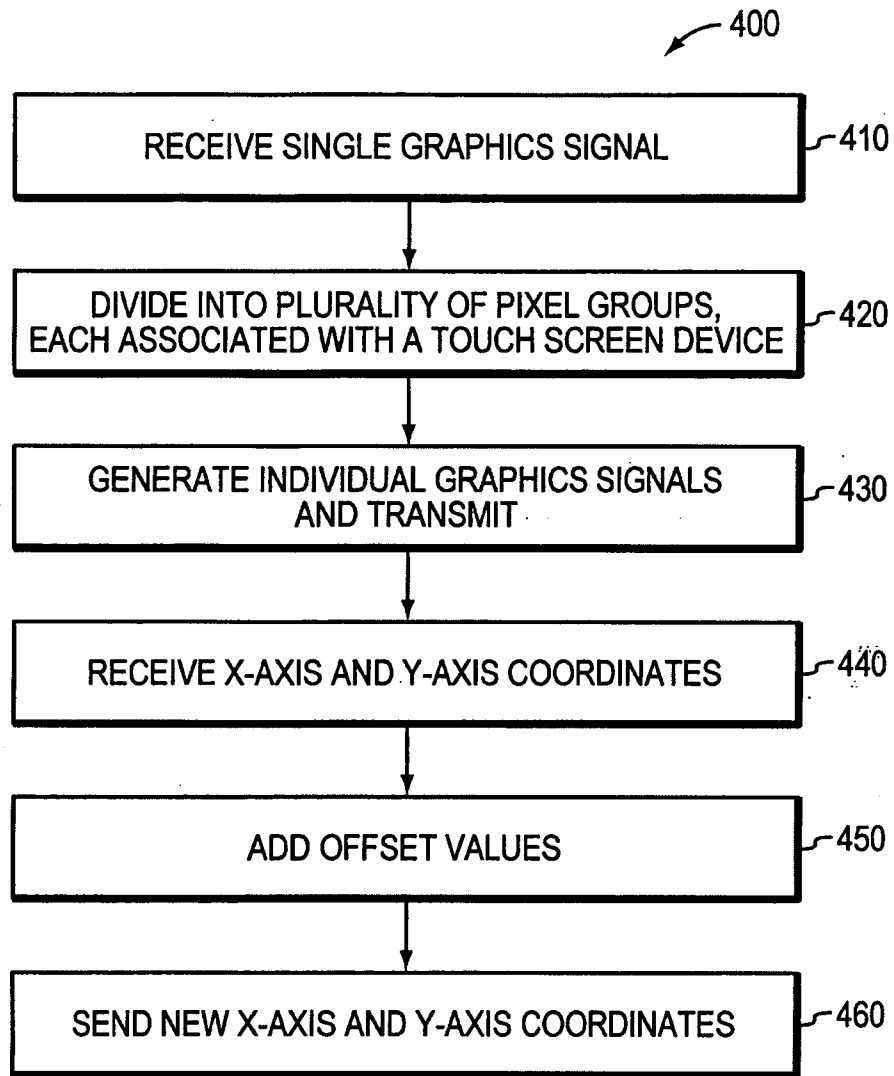 400
RECEIVE SINGLE GRAPHICS SIGNAL
410
DIVIDE INTO PLURALITY OF PIXEL GROUPS,
EACH ASSOCIATED WITH A TOUCH SCREEN DEVICE
420
GENERATE INDIVIDUAL GRAPHICS SIGNALS
AND TRANSMIT
430
RECEIVE X-AXIS AND Y-AXIS COORDINATES
440
ADD OFFSET VALUES
450
SEND NEW X-AXIS AND Y-AXIS COORDINATES
460